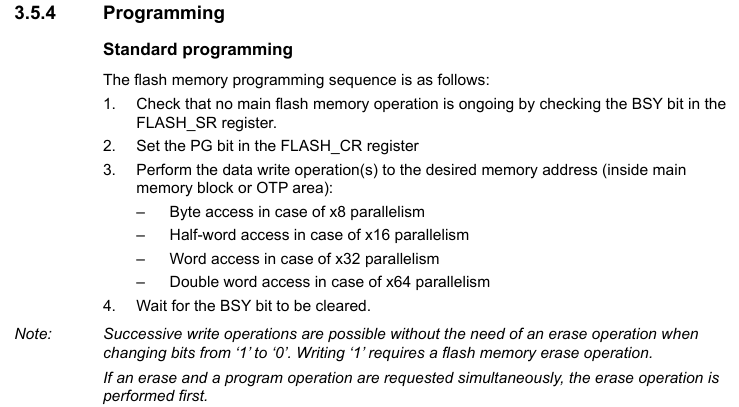 3.5.4 Programming
Standard programming
The flash memory programming sequence is as follows:
1. Check that no main flash memory operation is ongoing by checking the BSY bit in the
FLASH_SR register.
2. Set the PG bit in the FLASH_CR register
3. Perform the data write operation(s) to the desired memory address (inside main
memory block or OTP area):
– Byte access in case of x8 parallelism
– Half-word access in case of x16 parallelism
– Word access in case of x32 parallelism
– Double word access in case of x64 parallelism
4. Wait for the BSY bit to be cleared.
Note: Successive write operations are possible without the need of an erase operation when
changing bits from ‘1’ to ‘0’. Writing ‘1’ requires a flash memory erase operation.
If an erase and a program operation are requested simultaneously, the erase operation is
performed first.